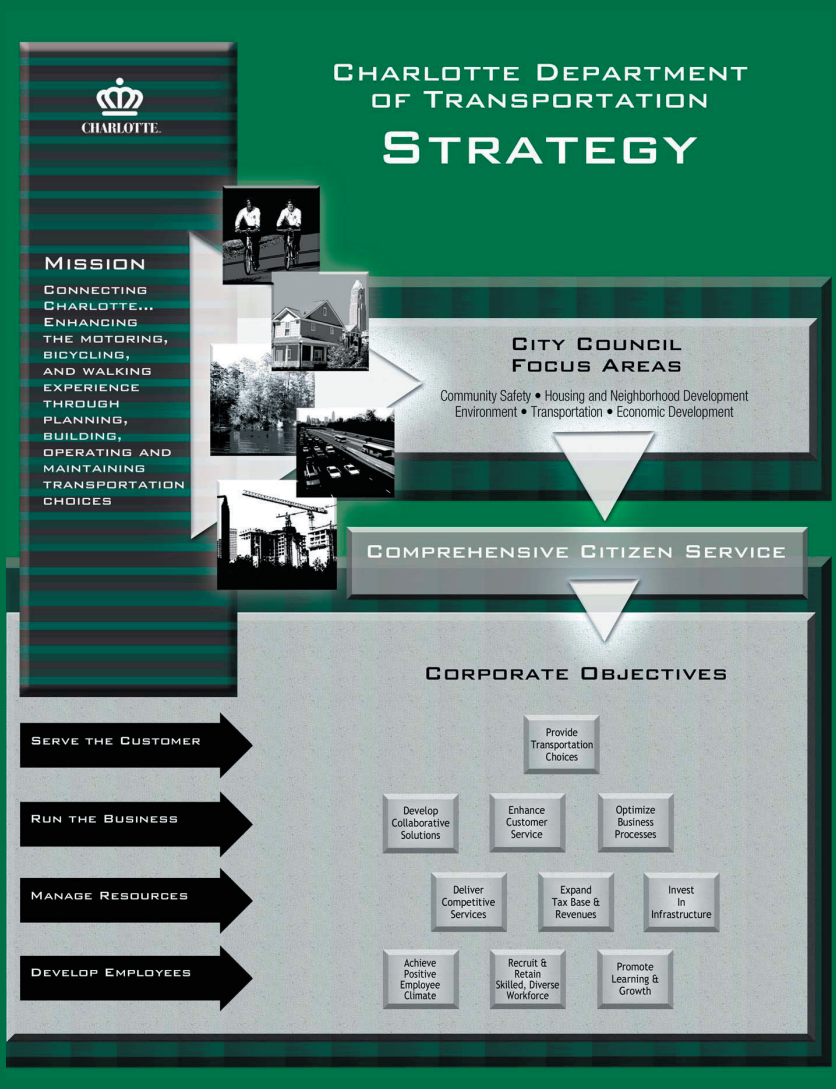 CHARLOTTE DEPARTMENT
OF TRANSPORTATION
STRATEGY
CHARLOTTE.
MISSION
CONNECTING
CHARLOTTE...
ENHANCING
THE MOTORING,
BICYCLING,
AND WALKING
EXPERIENCE
THROUGH
PLANNING,
BUILDING,
OPERATING AND
MAINTAINING
TRANSPORTATION
CHOICES
CITY COUNCIL
FOCUS AREAS
Community Safety • Housing and Neighborhood Development
Environment • Transportation • Economic Development
COMPREHENSIVE CITIZEN SERVICE
CORPORATE OBJECTIVES
SERVE THE CUSTOMER
Provide
Transportation
Choices
RUN THE BUSINESS
Develop
Collaborative
Solutions
Enhance
Customer
Service
Optimize
Business
Processes
MANAGE RESOURCES
Deliver
Competitive
Services
Expand
Tax Base &
Revenues
Invest
In
Infrastructure
DEVELOP EMPLOYEES
Achieve
Positive
Employee
Climate
Recruit &
Retain
Skilled, Diverse
Workforce
Promote
Learning &
Growth